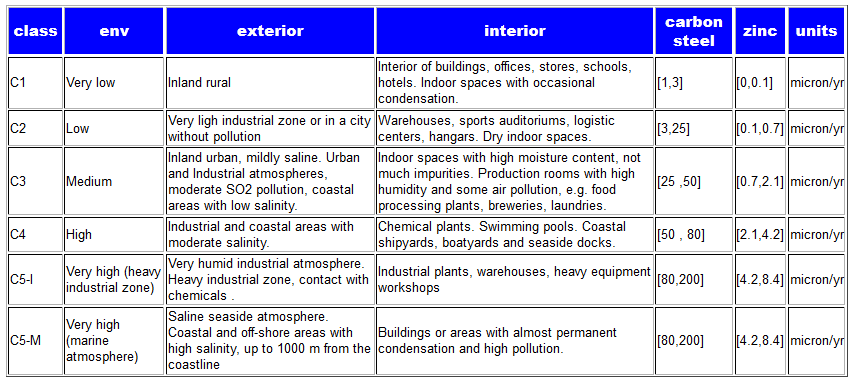 class env exterior interior carbon steel zinc units
C1 Very low Inland rural Interior of buildings, offices, stores, schools, hotels. Indoor spaces with occasional condensation. [1,3] [0,0.1] micron/yr
C2 Low Very ligh industrial zone or in a city without pollution Warehouses, sports auditoriums, logistic centers, hangars. Dry indoor spaces. [3,25] [0.1,0.7] micron/yr
C3 Medium Inland urban, mildly saline. Urban and Industrial atmospheres, moderate SO2 pollution, coastal areas with low salinity. Indoor spaces with high moisture content, not much impurities. Production rooms with high humidity and some air pollution, e.g. food processing plants, breweries, laundries. [25 ,50] [0.7,2.1] micron/yr
C4 High Industrial and coastal areas with moderate salinity. Chemical plants. Swimming pools. Coastal shipyards, boatyards and seaside docks. [50 , 80] [2.1,4.2] micron/yr
C5-I Very high (heavy industrial zone) Very humid industrial atmosphere. Heavy industrial zone, contact with chemicals . Industrial plants, warehouses, heavy equipment workshops [80,200] [4.2,8.4] micron/yr
C5-M Very high (marine atmosphere) Saline seaside atmosphere. Coastal and off-shore areas with high salinity, up to 1000 m from the coastline Buildings or areas with almost permanent condensation and high pollution. [80,200] [4.2,8.4] micron/yr